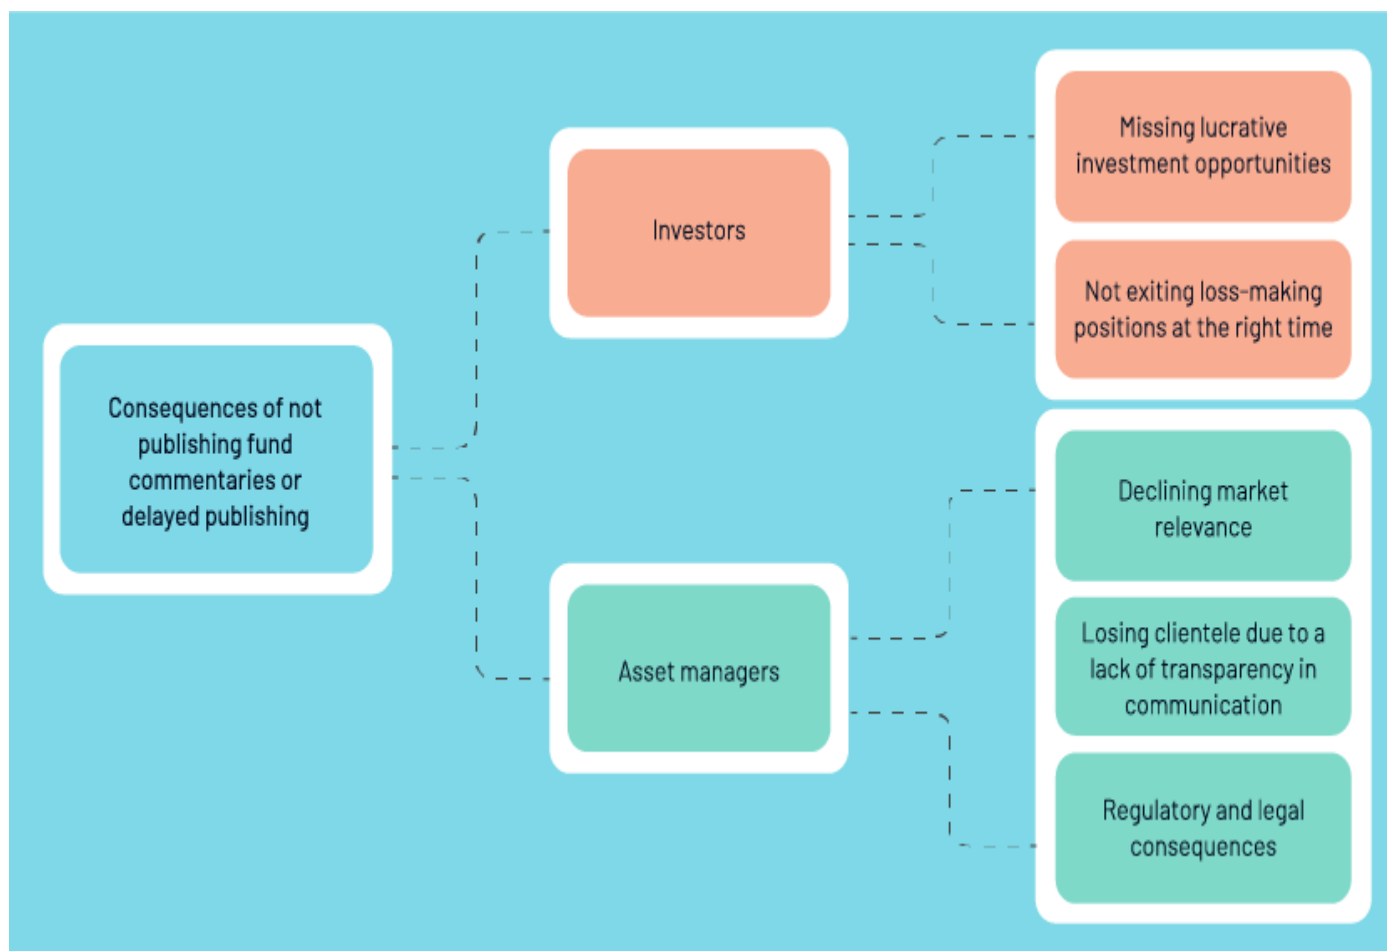 Consequences of not
publishing fund
commentaries or
delayed publishing
Investors
Missing lucrative
investment opportunities
Not exiting loss-making
positions at the right time
Asset managers
Declining market
relevance
Losing clientele due to a
lack of transparency in
communication
Regulatory and legal
consequences